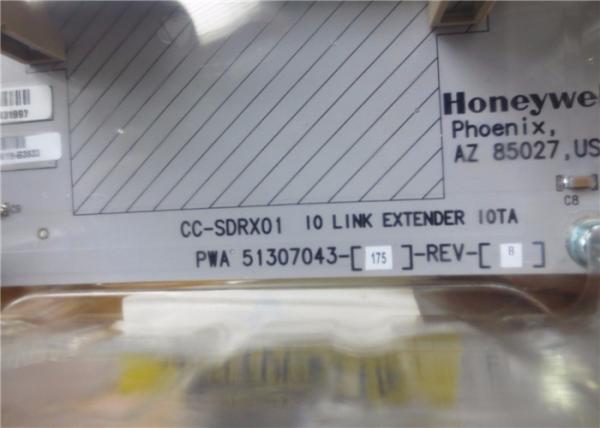 Honeywe
Phoenix,
AZ 85027, US
C8
CC-SDRX01 IO LINK EXTENDER IOTA
PWA 51307043-[175]-REV-[B]